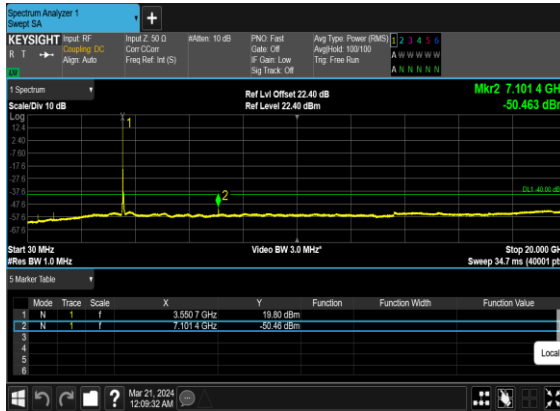 Spectrum Analyzer 1
Swept SA
+
KEYSIGHT
R T
Input: RF
Coupling: DC
Align: Auto
Input Z: 50 Ω
Corr CCorr
Freq Ref: Int (S)
#Atten: 10 dB
PNO: Fast
Gate: Off
IF Gain: Low
Sig Track: Off
Avg Type: Power (RMS)
Avg|Hold: 100/100
Trig: Free Run
1 2 3 4 5 6
A W W W W W
A N N N N N
1 Spectrum
Scale/Div 10 dB
Log
Ref Lvl Offset 22.40 dB
Ref Level 22.40 dBm
Mkr2 7.101 4 GH
-50.463 dBm
12.4
2.40
-7.60
-17.6
-27.6
-37.6
-47.6
-57.6
1
2
DL1 -40.00 dB
Start 30 MHz
#Res BW 1.0 MHz
Video BW 3.0 MHz*
Stop 20.000 GH
Sweep 34.7 ms (40001 pt
5 Marker Table
Mode Trace Scale X Y Function Function Width Function Value
1 N 1 f 3.550 7 GHz 19.80 dBm
2 N 1 f 7.101 4 GHz -50.46 dBm
3
4
5
6
Local
?
Mar 21, 2024
12:09:32 AM